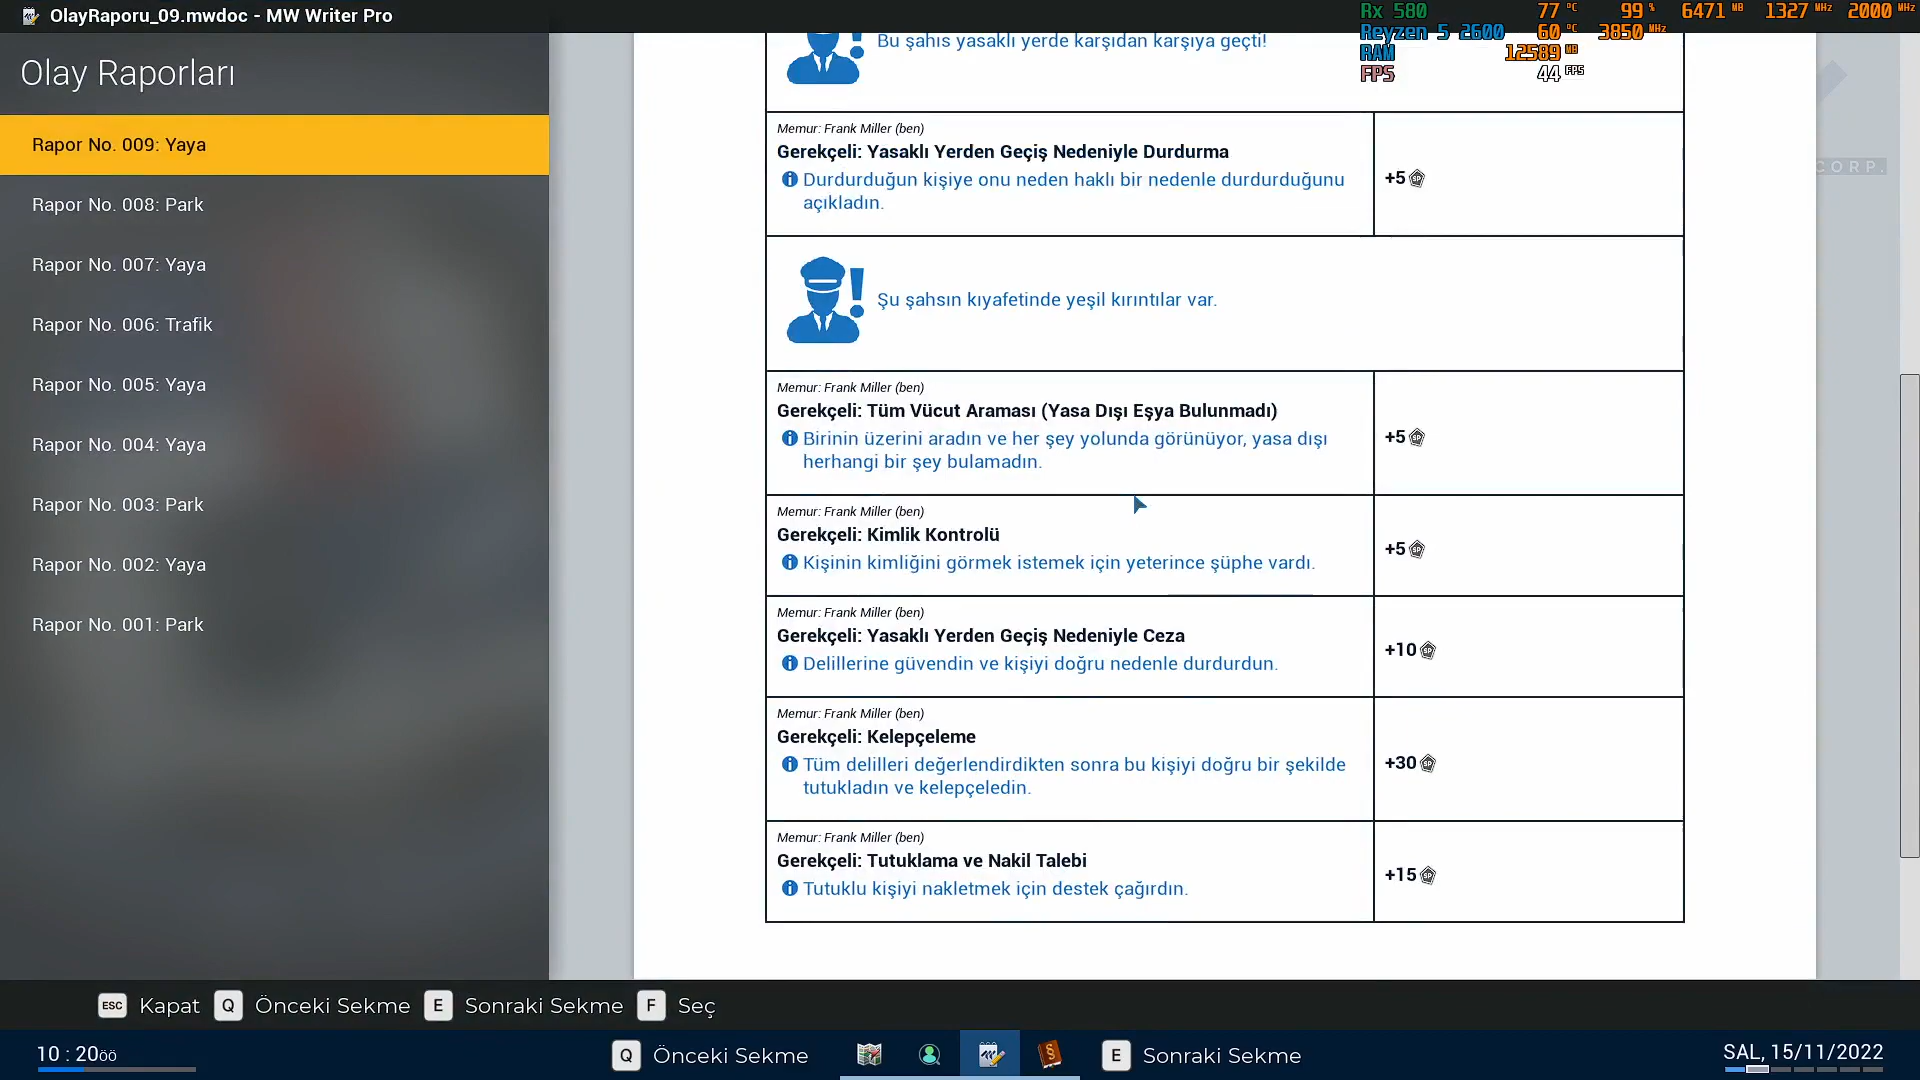 OlayRaporu_09.mwdoc - MW Writer Pro
Rx 580 77 °C 99 % 6471 MB 1327 MHz 2000 MHz
Reyzen 5 2600 60 °C 3850 MHz
RAM 12589 MB
FPS 44 FPS
Olay Raporları
Rapor No. 009: Yaya
Rapor No. 008: Park
Rapor No. 007: Yaya
Rapor No. 006: Trafik
Rapor No. 005: Yaya
Rapor No. 004: Yaya
Rapor No. 003: Park
Rapor No. 002: Yaya
Rapor No. 001: Park
Bu şahıs yasaklı yerde karşıdan karşıya geçti!
CORP.
Memur: Frank Miller (ben)
Gerekçeli: Yasaklı Yerden Geçiş Nedeniyle Durdurma
Durdurduğun kişiye onu neden haklı bir nedenle durdurduğunu
açıkladın.
+5
Şu şahsın kıyafetinde yeşil kırıntılar var.
Memur: Frank Miller (ben)
Gerekçeli: Tüm Vücut Araması (Yasa Dışı Eşya Bulunmadı)
Birinin üzerini aradın ve her şey yolunda görünüyor, yasa dışı
herhangi bir şey bulamadın.
+5
Memur: Frank Miller (ben)
Gerekçeli: Kimlik Kontrolü
Kişinin kimliğini görmek istemek için yeterince şüphe vardı.
+5
Memur: Frank Miller (ben)
Gerekçeli: Yasaklı Yerden Geçiş Nedeniyle Ceza
Delillerine güvendin ve kişiyi doğru nedenle durdurdun.
+10
Memur: Frank Miller (ben)
Gerekçeli: Kelepçeleme
Tüm delilleri değerlendirdikten sonra bu kişiyi doğru bir şekilde
tutukladın ve kelepçeledin.
+30
Memur: Frank Miller (ben)
Gerekçeli: Tutuklama ve Nakil Talebi
Tutuklu kişiyi nakletmek için destek çağırdın.
+15
ESC Kapat Q Önceki Sekme E Sonraki Sekme F Seç
10 : 20öö
Q Önceki Sekme E Sonraki Sekme
SAL, 15/11/2022